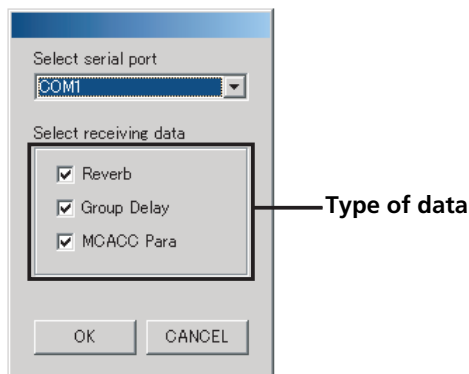 Select serial port
COM1
Select receiving data
Reverb
Group Delay
MCACC Para
Type of data
OK
CANCEL